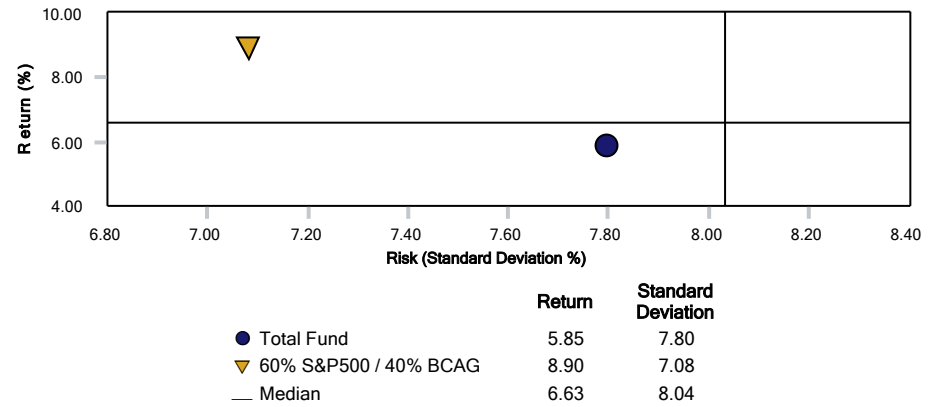 10.00
8.00
6.00
4.00
Return (%)
6.80 7.00 7.20 7.40 7.60 7.80 8.00 8.20 8.40
Risk (Standard Deviation %)
Return Standard Deviation
Total Fund 5.85 7.80
60% S&P500 / 40% BCAG 8.90 7.08
Median 6.63 8.04